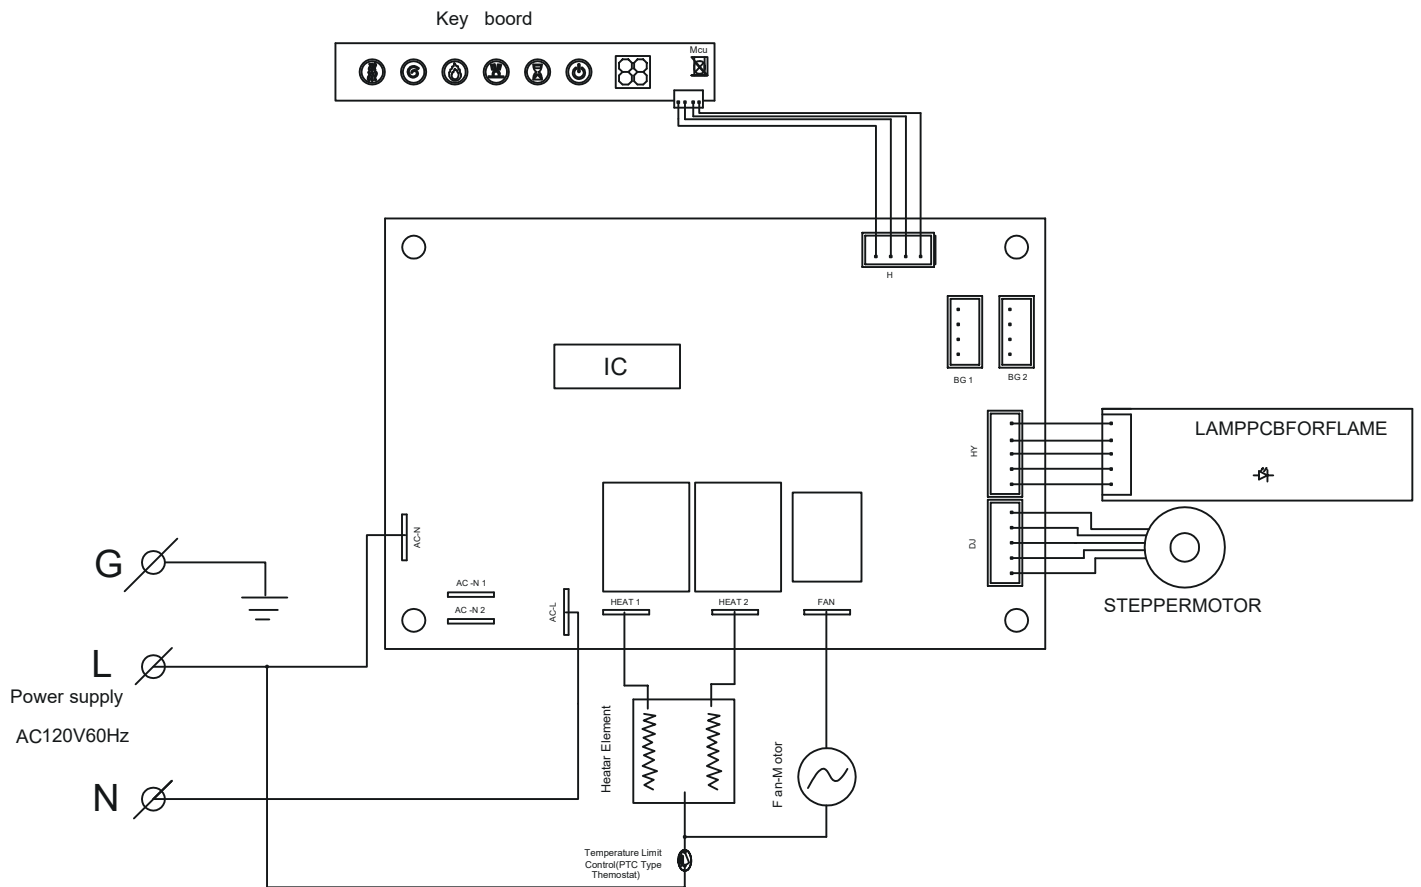 Key boord
Mcu
H
BG 1
BG 2
IC
LAMPPCBFORFLAME
HY
DJ
STEPPERMOTOR
AC-N
G
AC -N 1
AC -N 2
AC-L
HEAT 1
HEAT 2
FAN
L
Power supply
AC120V60Hz
N
Heatar Element
F an-M otor
Temperature Limit
Control(PTC Type
Themostat)